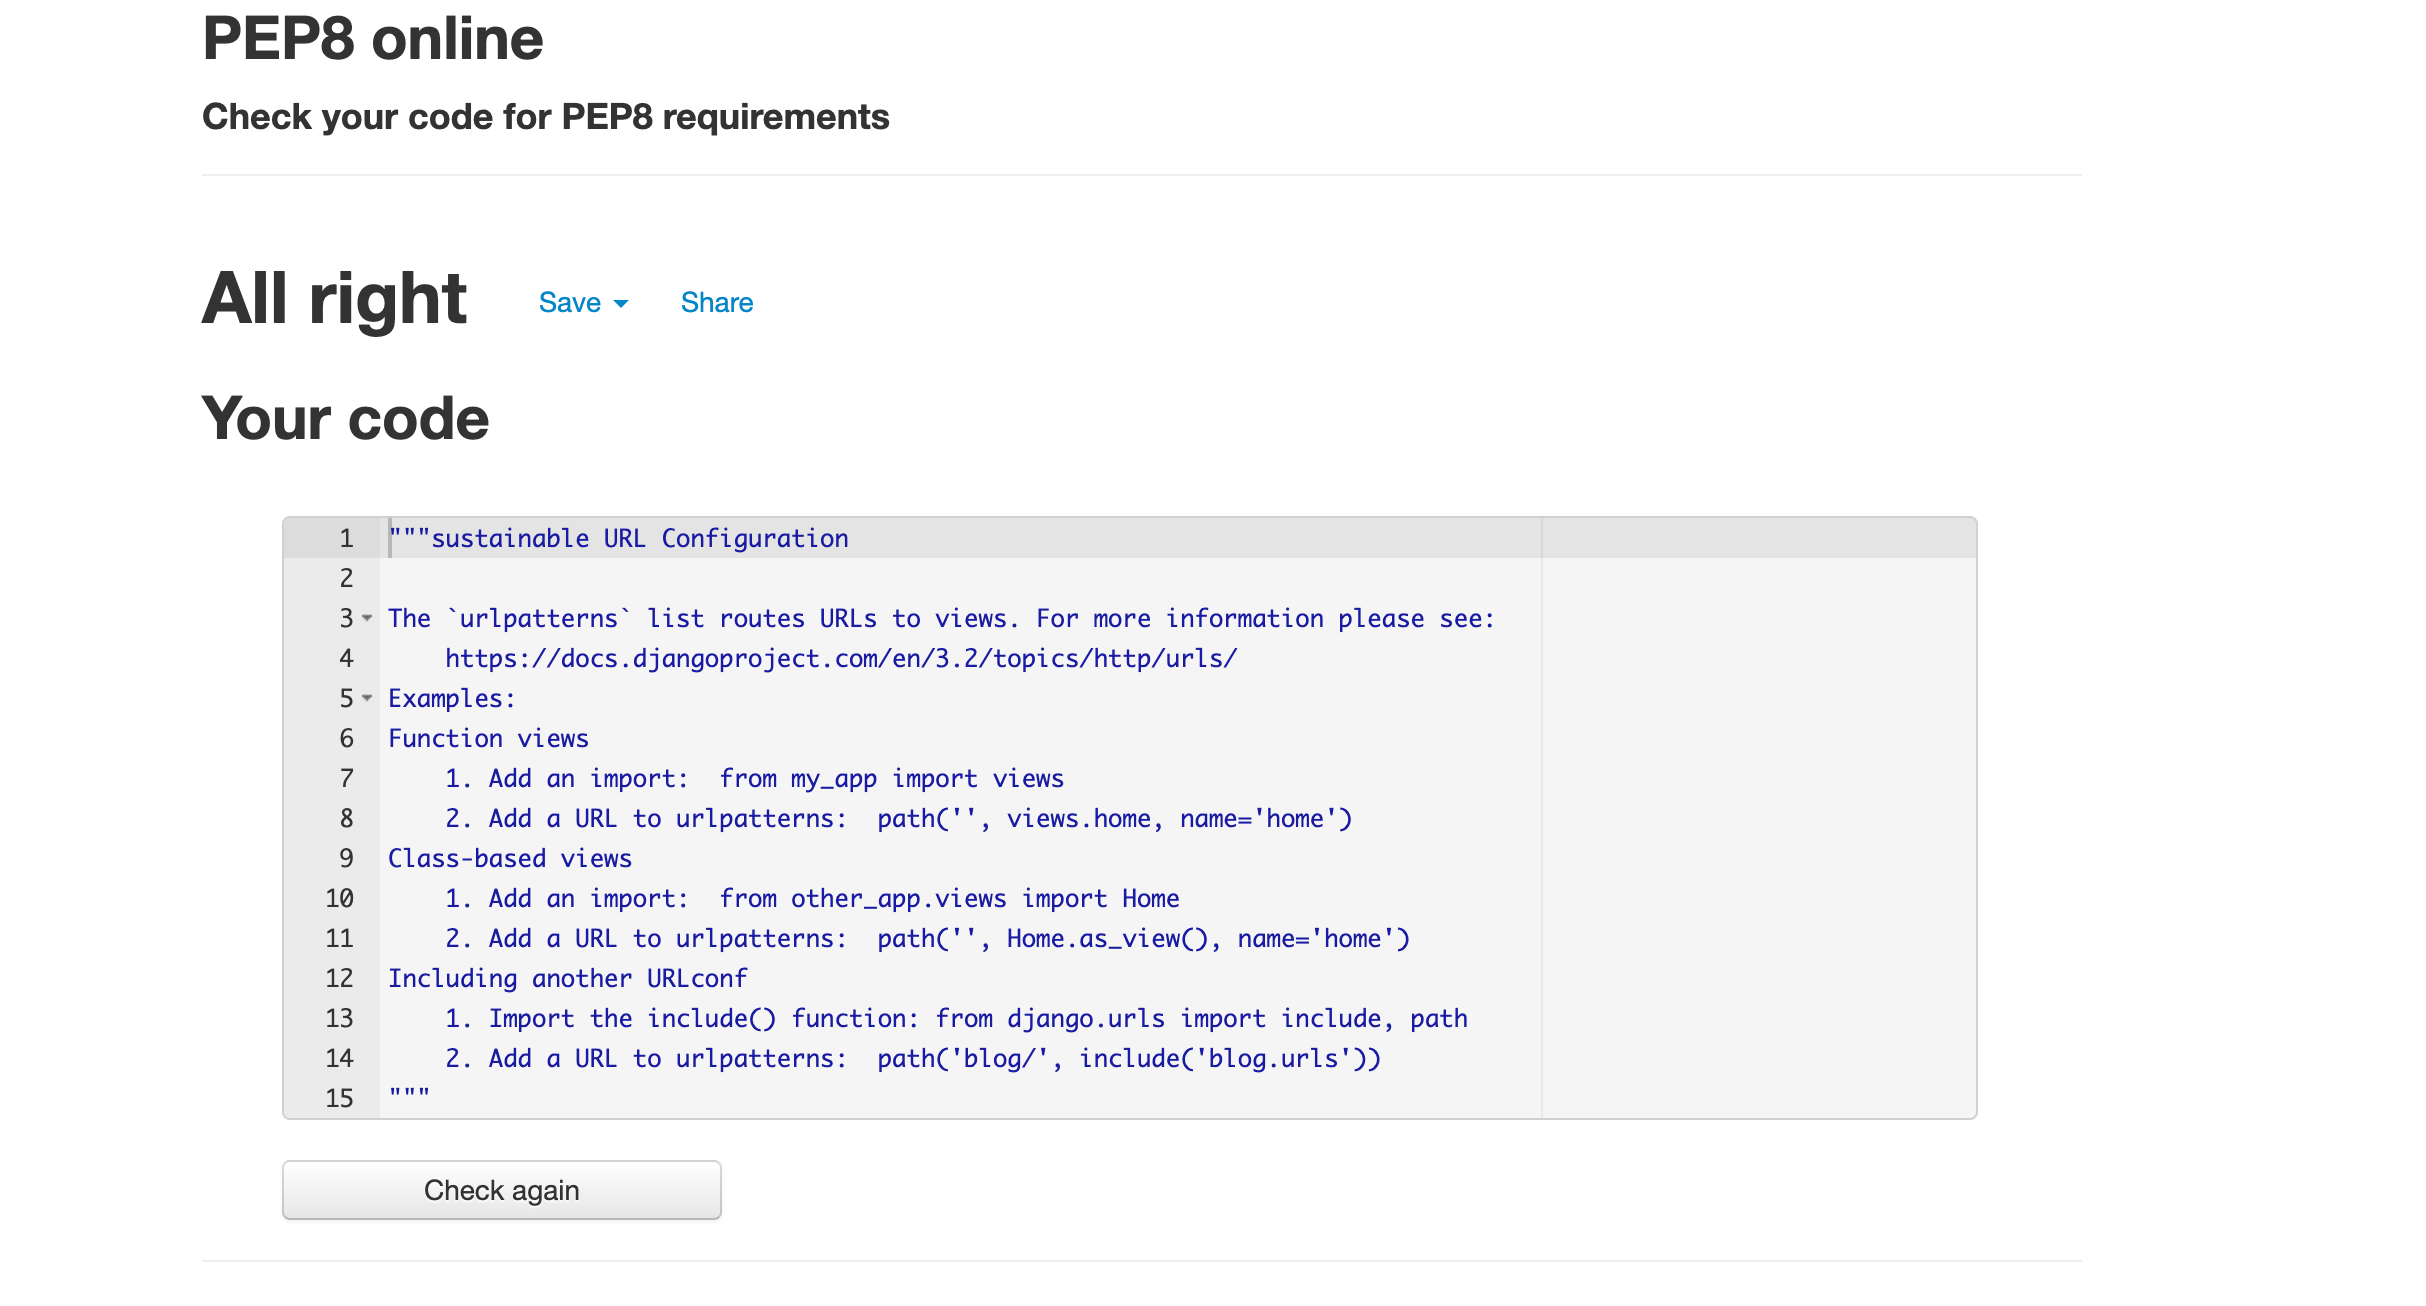 PEP8 online
Check your code for PEP8 requirements
All right Save Share
Your code
1 """sustainable URL Configuration
2
3 The `urlpatterns` list routes URLs to views. For more information please see:
4     https://docs.djangoproject.com/en/3.2/topics/http/urls/
5 Examples:
6 Function views
7     1. Add an import:  from my_app import views
8     2. Add a URL to urlpatterns:  path('', views.home, name='home')
9 Class-based views
10     1. Add an import:  from other_app.views import Home
11     2. Add a URL to urlpatterns:  path('', Home.as_view(), name='home')
12 Including another URLconf
13     1. Import the include() function: from django.urls import include, path
14     2. Add a URL to urlpatterns:  path('blog/', include('blog.urls'))
15 """
Check again